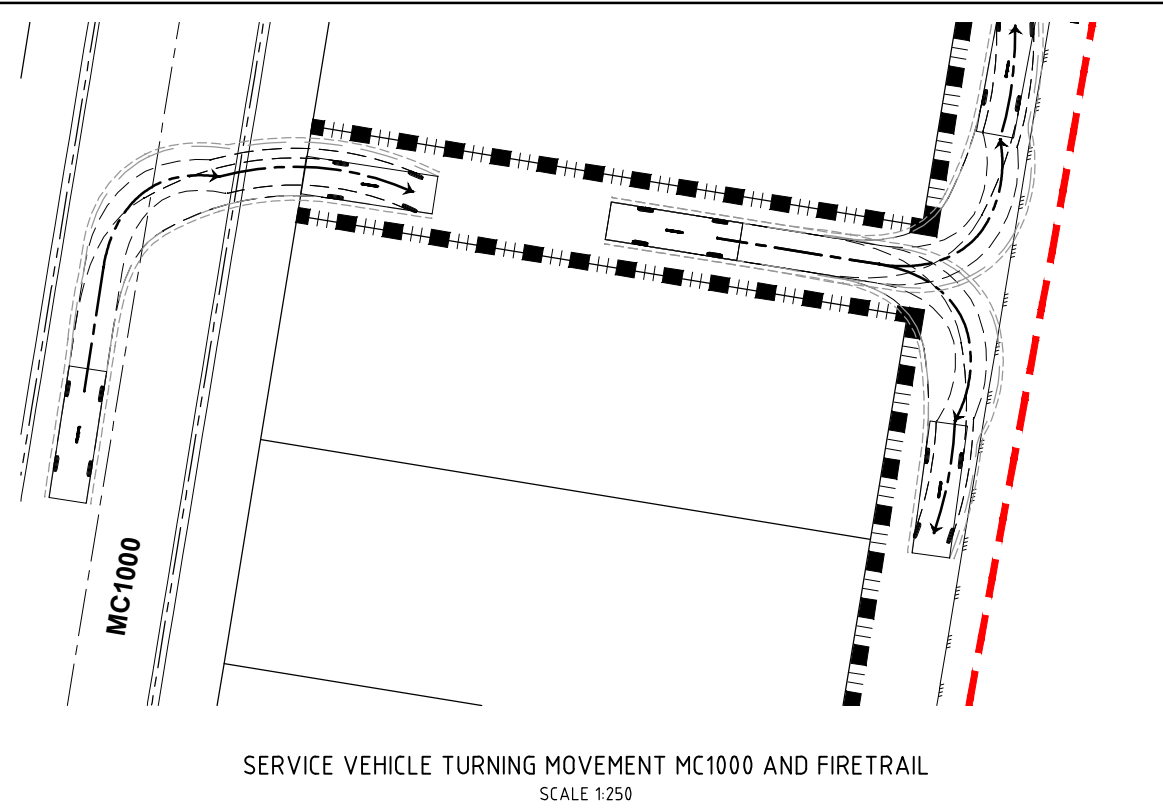 MC1000
SERVICE VEHICLE TURNING MOVEMENT MC1000 AND FIRETRAIL
SCALE 1:250